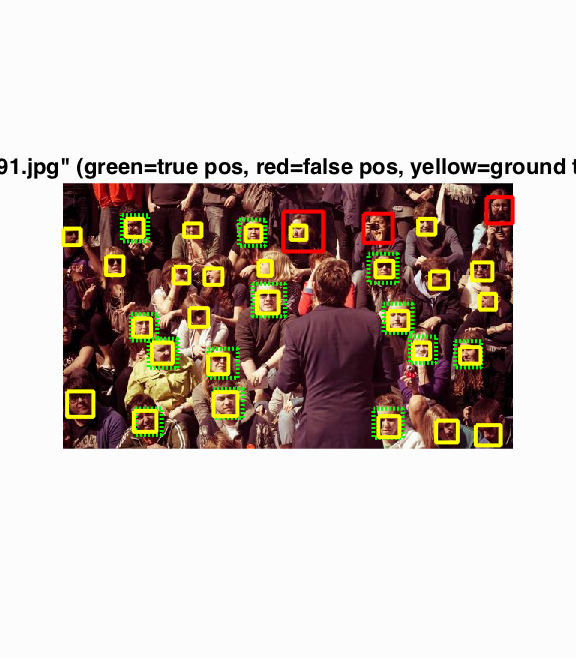 91.jpg" (green=true pos, red=false pos, yellow=ground t